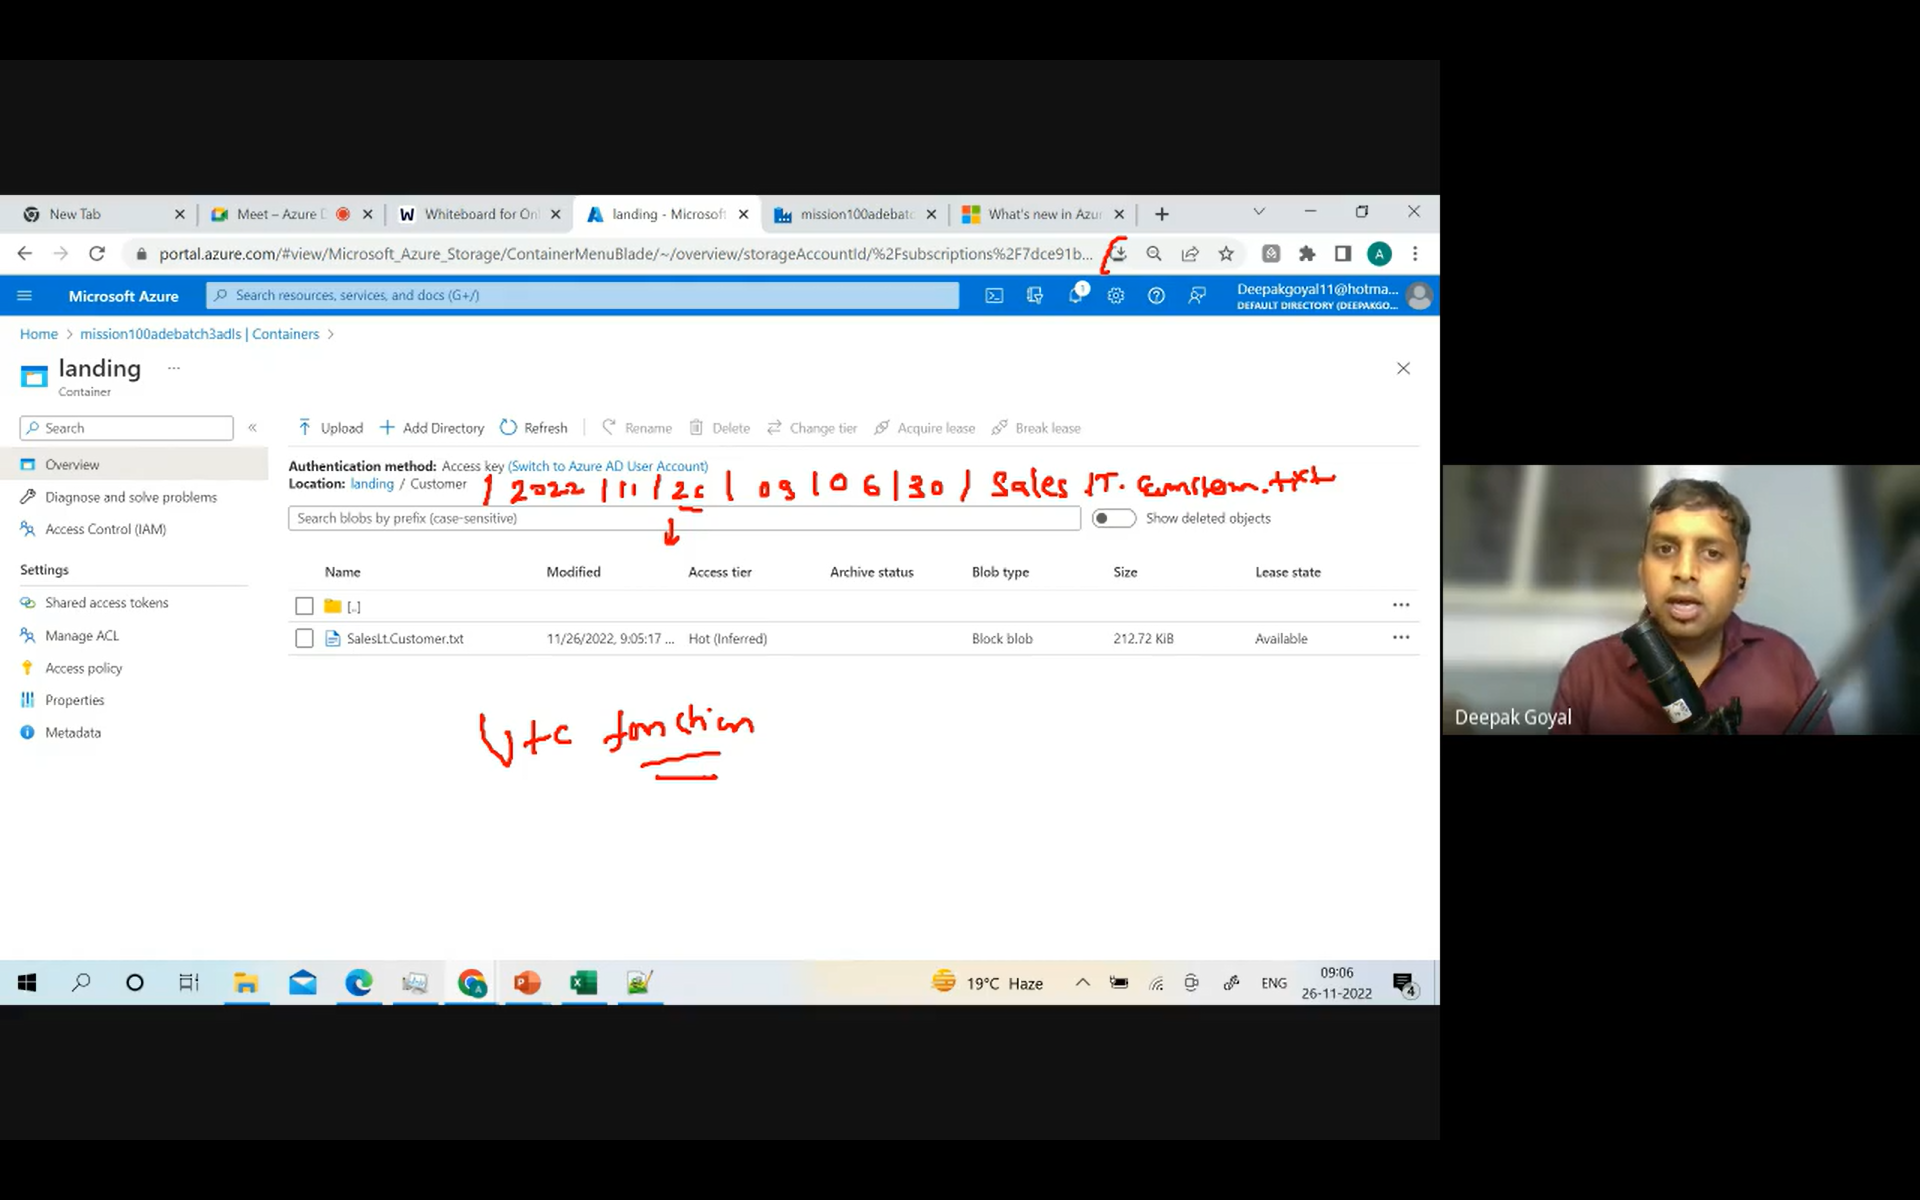 New Tab
Meet – Azure D
Whiteboard for Onl
landing - Microsoft
mission100adebatc
What's new in Azur
portal.azure.com/#view/Microsoft_Azure_Storage/ContainerMenuBlade/~/overview/storageAccountId/%2Fsubscriptions%2F7dce91b...
A
Microsoft Azure
Search resources, services, and docs (G+/)
1
Deepakgoyal11@hotma...
DEFAULT DIRECTORY (DEEPAKGO...
Home > mission100adebatch3adls | Containers >
landing ...
Container
Search
«
Upload
Add Directory
Refresh
Rename
Delete
Change tier
Acquire lease
Break lease
Overview
Diagnose and solve problems
Access Control (IAM)
Settings
Shared access tokens
Manage ACL
Access policy
Properties
Metadata
Authentication method: Access key (Switch to Azure AD User Account)
Location: landing / Customer
/ 2022 / 11 / 26 / 09 / 06 / 30 / Sales
Search blobs by prefix (case-sensitive)
Show deleted objects
Name Modified Access tier Archive status Blob type Size Lease state
[..]
SalesLt.Customer.txt 11/26/2022, 9:05:17 ... Hot (Inferred) Block blob 212.72 KiB Available
Utc function
19°C Haze
ENG
09:06
26-11-2022
4
Deepak Goyal